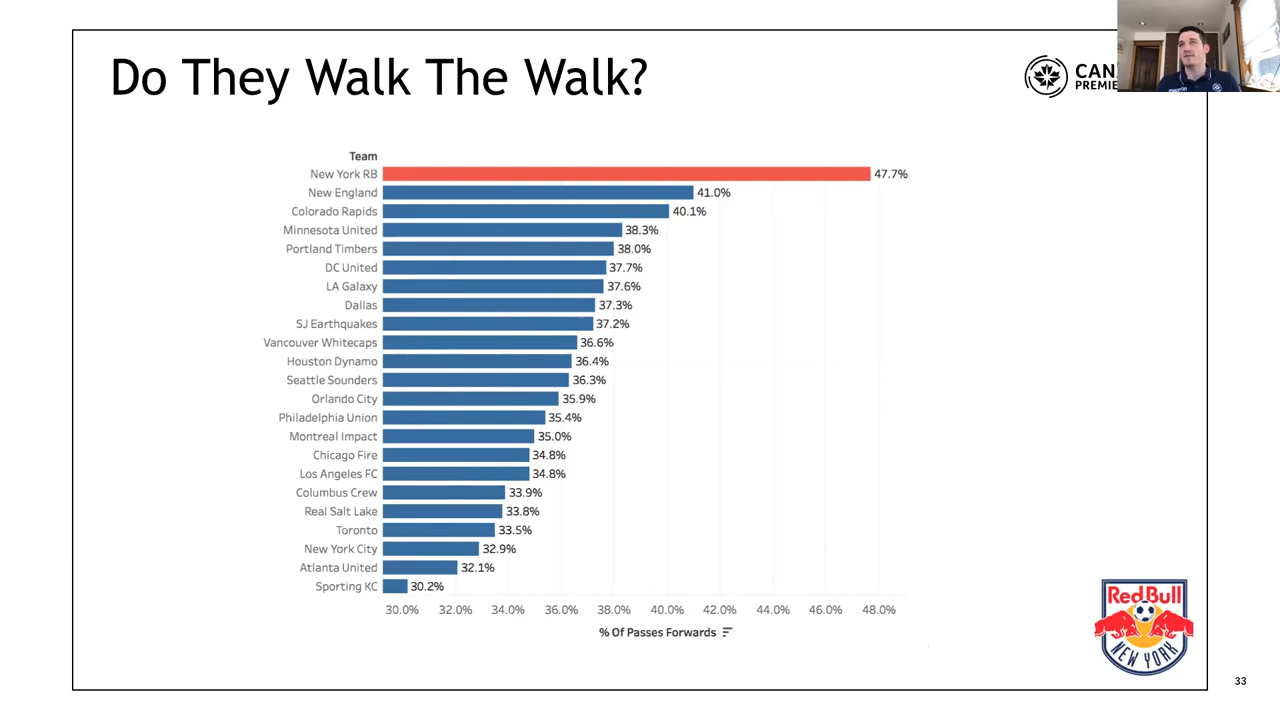 Do They Walk The Walk?
CAN
PREMIE
Team
New York RB 47.7%
New England 41.0%
Colorado Rapids 40.1%
Minnesota United 38.3%
Portland Timbers 38.0%
DC United 37.7%
LA Galaxy 37.6%
Dallas 37.3%
SJ Earthquakes 37.2%
Vancouver Whitecaps 36.6%
Houston Dynamo 36.4%
Seattle Sounders 36.3%
Orlando City 35.9%
Philadelphia Union 35.4%
Montreal Impact 35.0%
Chicago Fire 34.8%
Los Angeles FC 34.8%
Columbus Crew 33.9%
Real Salt Lake 33.8%
Toronto 33.5%
New York City 32.9%
Atlanta United 32.1%
Sporting KC 30.2%
30.0% 32.0% 34.0% 36.0% 38.0% 40.0% 42.0% 44.0% 46.0% 48.0%
% Of Passes Forwards
Red Bull
NEW YORK
33